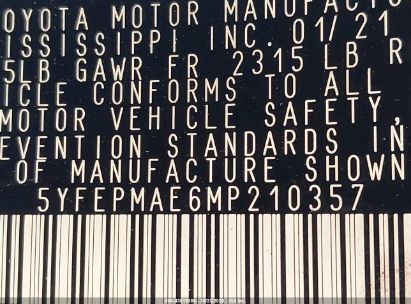 OYOTA MOTOR MANUFACTU
ISSISSIPPI INC. 01/21
5LB GAWR FR 2315 LB R
ICLE CONFORMS TO ALL
MOTOR VEHICLE SAFETY,
EVENTION STANDARDS IN
OF MANUFACTURE SHOWN
5YFEPMAE6MP210357